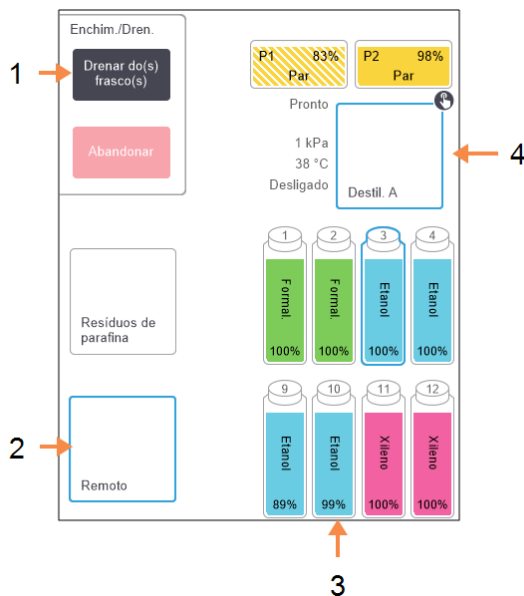 Enchim./Dren.
1
Drenar do(s)
frasco(s)
Abandonar
P1 83%
Par
P2 98%
Par
Pronto
1 kPa
38 °C
Desligado
Destil. A
4
1
Formal.
100%
2
Formal.
100%
3
Etanol
100%
4
Etanol
100%
Resíduos de
parafina
2
Remoto
9
Etanol
89%
10
Etanol
99%
11
Xileno
100%
12
Xileno
100%
3